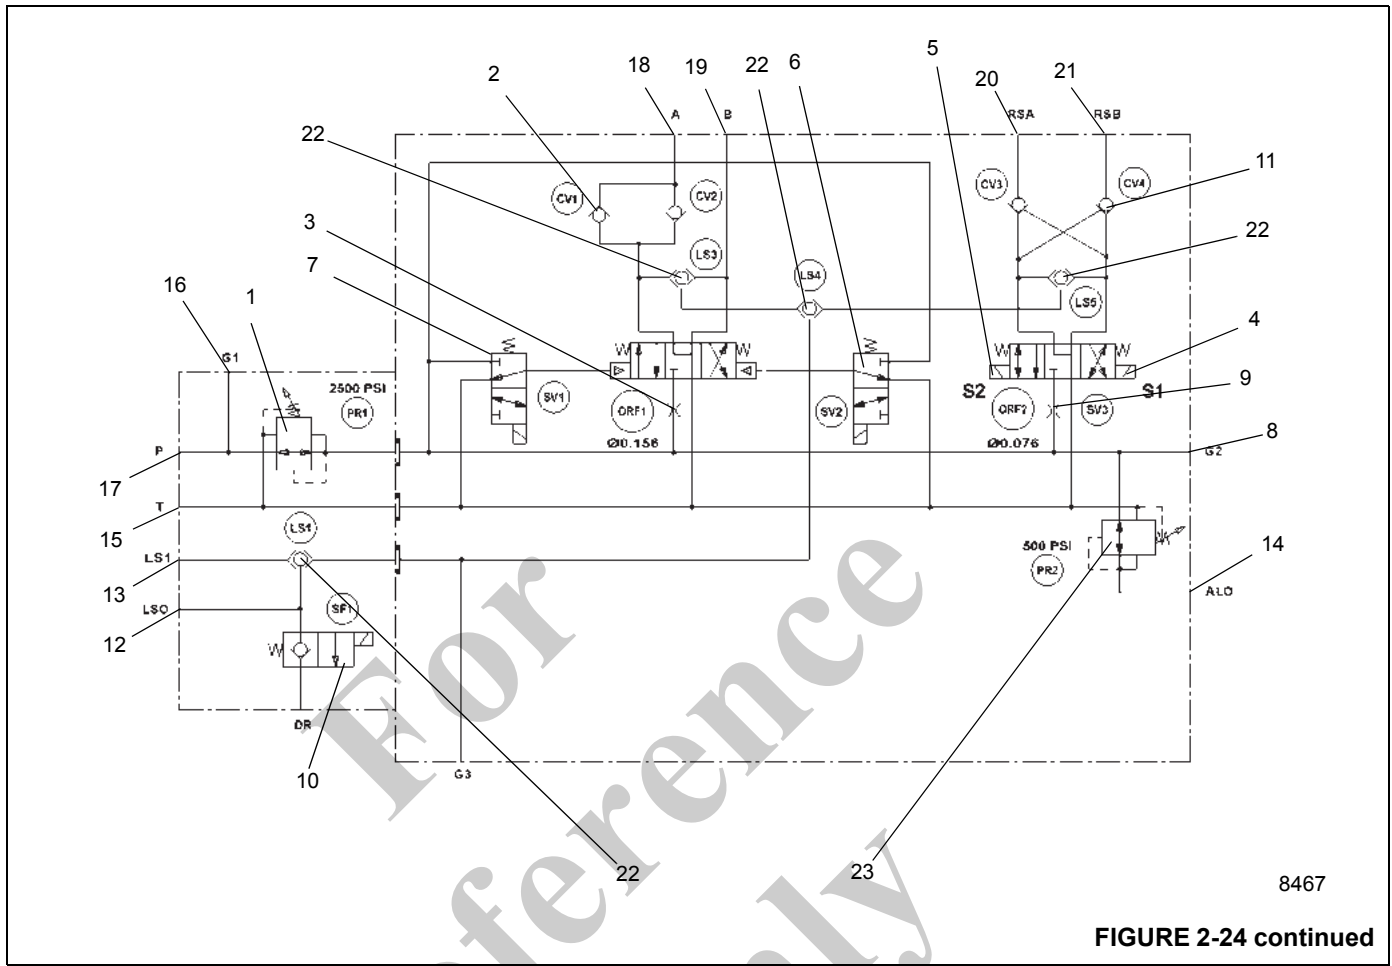 5
18
19
22
6
21
2
20
A
B
RSA
RSB
22
11
CV3
CV4
CV1
CV2
3
22
LS3
7
LS4
16
1
LS5
4
G1
2500 PSI
S2
S1
9
PR1
SV1
ORF1
SV2
ORF2
SV3
8
Ø0.156
Ø0.076
P
G2
17
T
15
LS1
500 PSI
14
LS1
PR2
13
ALO
LSO
SF1
12
DR
10
G3
22
23
8467
For
Reference
Only
FIGURE 2-24 continued